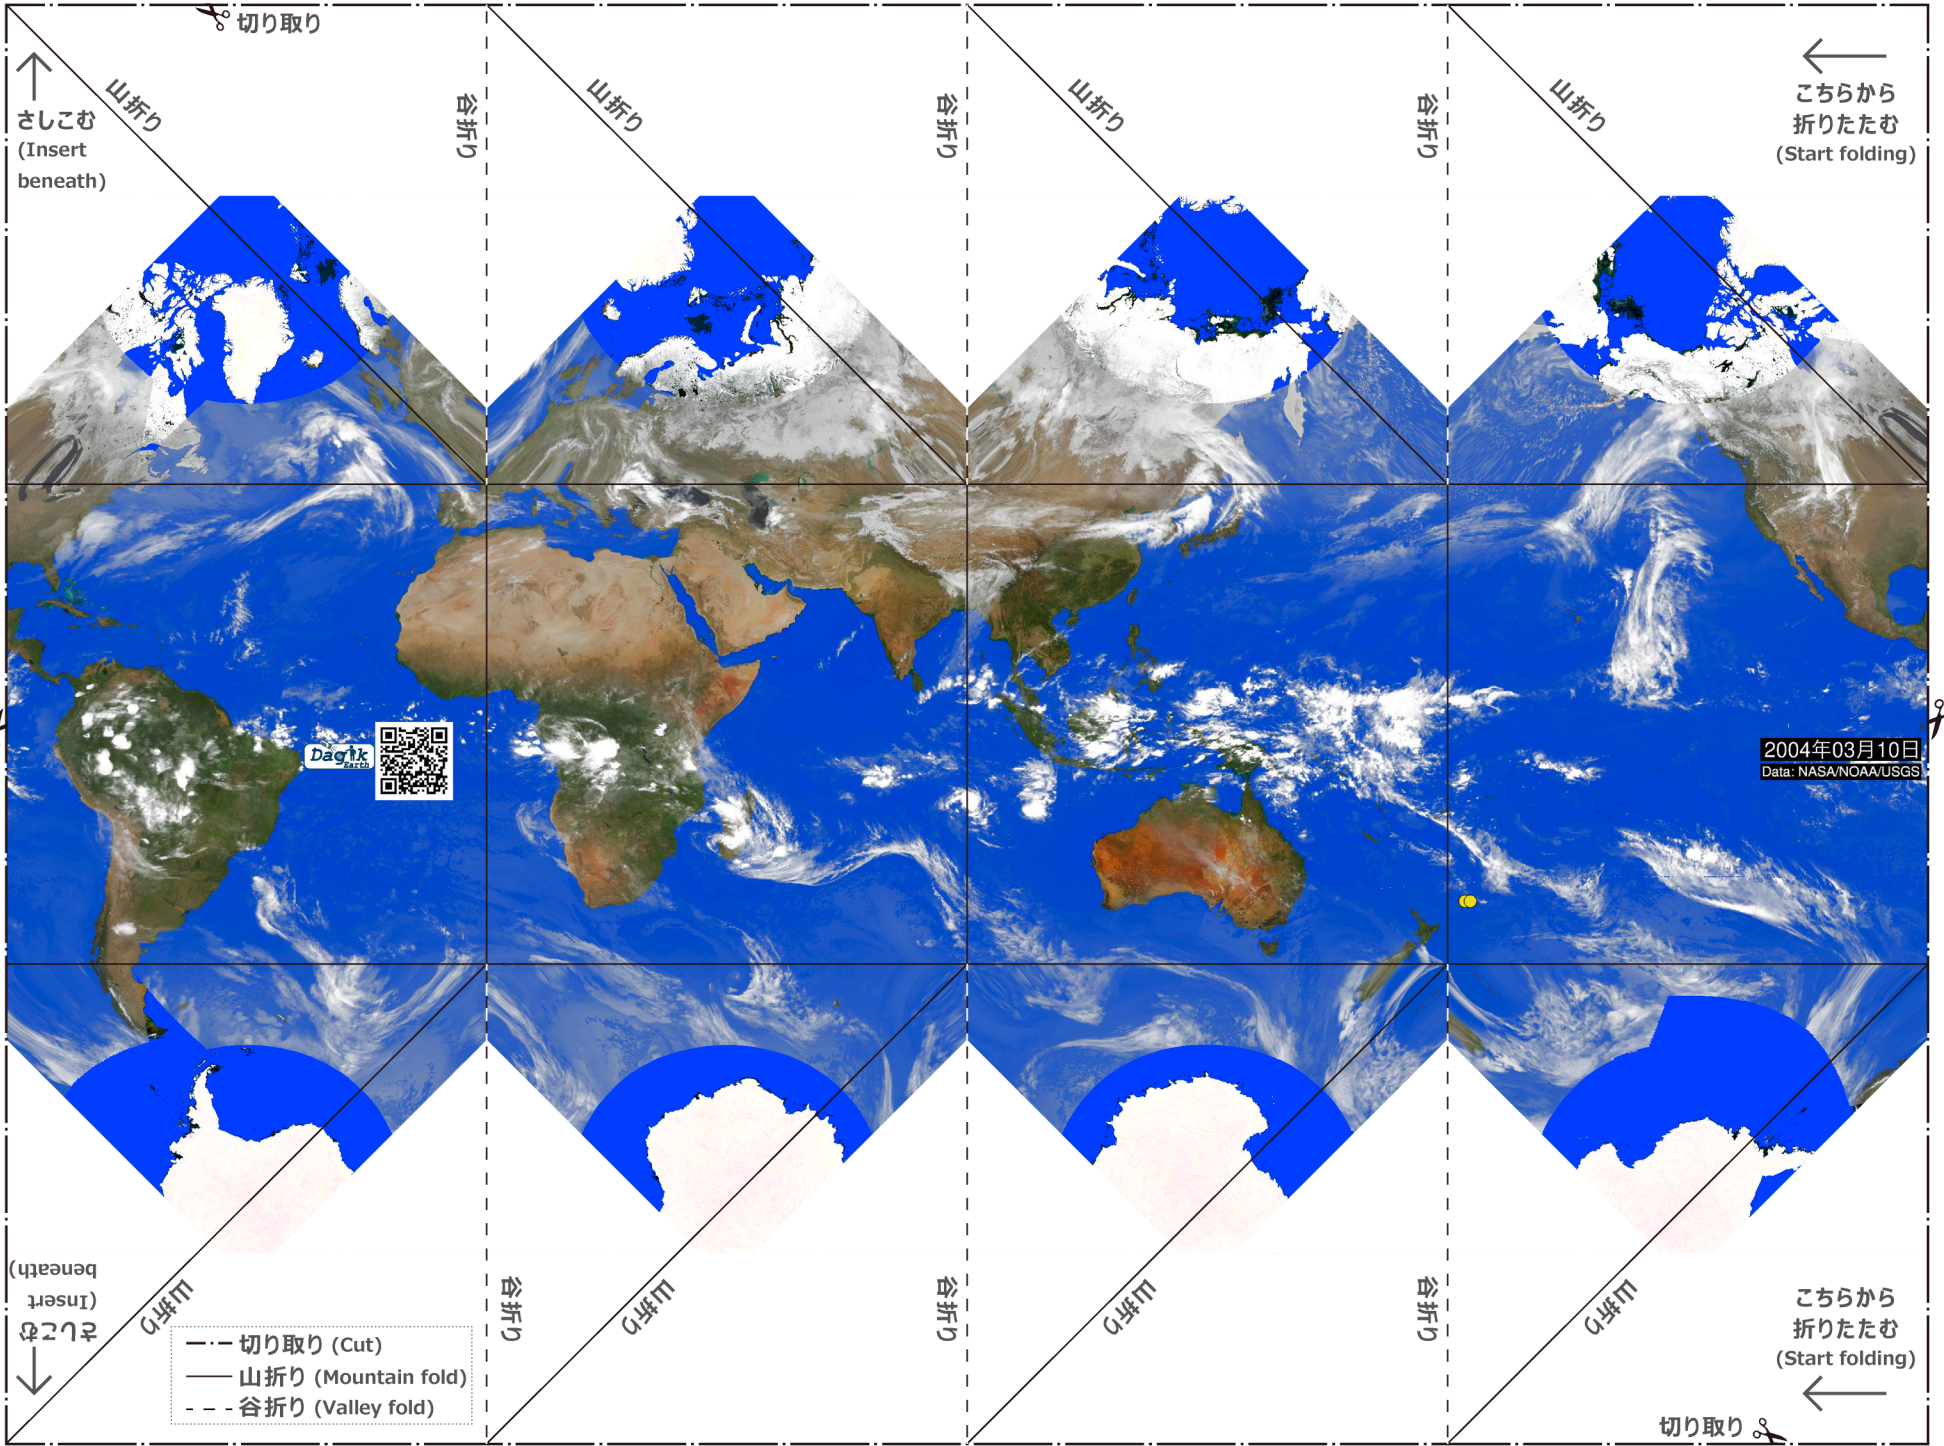 切り取り
山折り
谷折り
山折り
谷折り
山折り
谷折り
山折り
さしこむ
(Insert
beneath)
こちらから
折りたたむ
(Start folding)
Dagik
Earth
2004年03月10日
Data: NASA/NOAA/USGS
さしこむ
(Insert
beneath)
山折り
谷折り
山折り
谷折り
山折り
谷折り
山折り
こちらから
折りたたむ
(Start folding)
切り取り (Cut)
山折り (Mountain fold)
谷折り (Valley fold)
切り取り